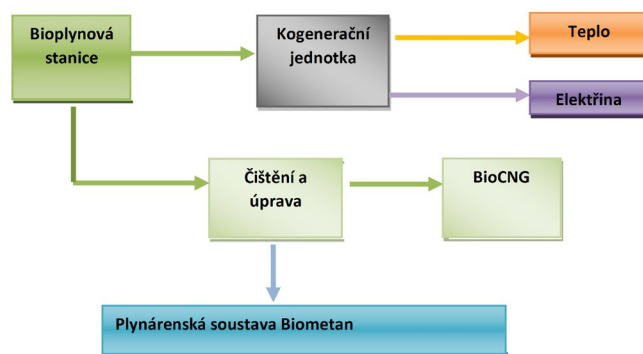 Bioplynová
stanice
Kogenerační
jednotka
Teplo
Elektřina
Čištění a
úprava
BioCNG
Plynárenská soustava Biometan